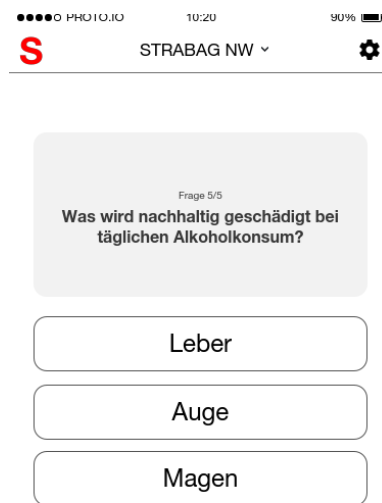 PHOTO.IO 10:20 90%
S STRABAG NW
Frage 5/5
Was wird nachhaltig geschädigt bei
täglichen Alkoholkonsum?
Leber
Auge
Magen